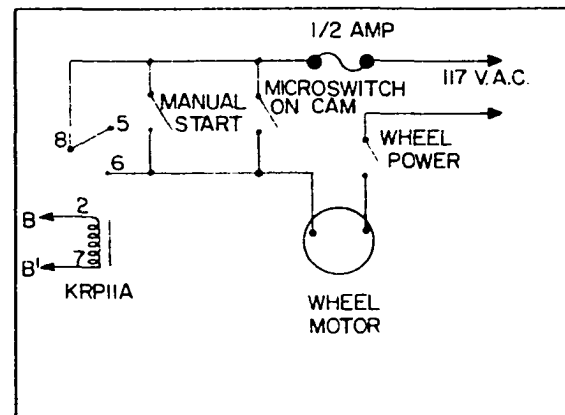 1/2 AMP
117 V.A.C.
MANUAL
START
MICROSWITCH
ON CAM
WHEEL
POWER
8
5
6
B
2
B'
7
KRP11A
WHEEL
MOTOR